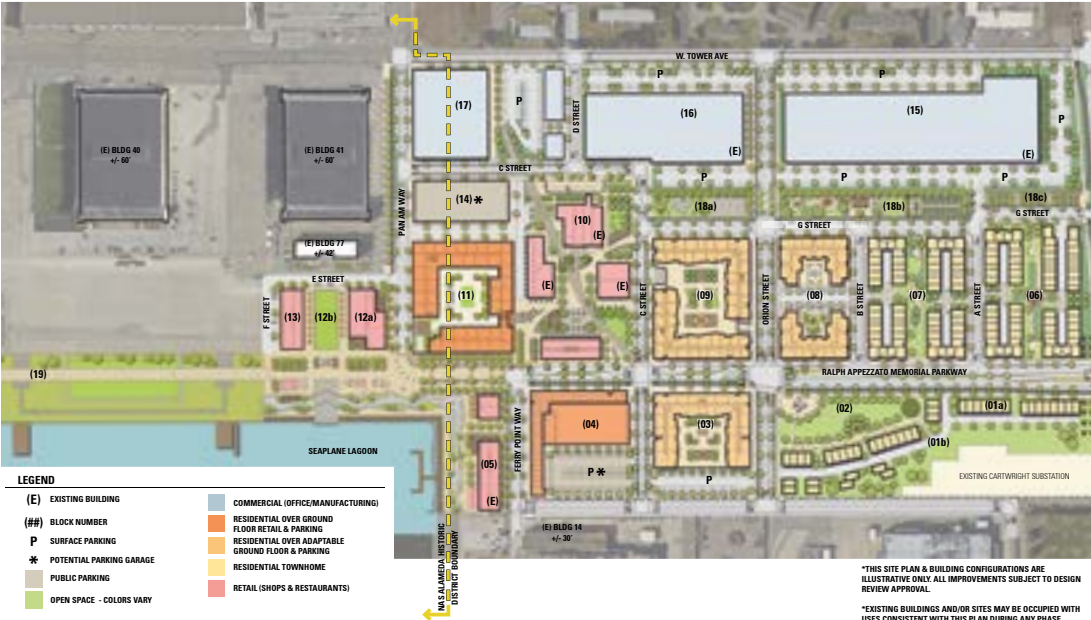 W. TOWER AVE
P
P
(17)
P
D STREET
(16)
(15)
P
(E) BLDG 40
+/- 60'
(E) BLDG 41
+/- 60'
(E)
(E)
C STREET
P
P
P
PAN AM WAY
(14)*
(10)
(E)
(18a)
(18b)
(18c)
G STREET
G STREET
(E) BLDG 77
+/- 42'
E STREET
(E)
(E)
F STREET
(13)
(12b)
(12a)
(11)
C STREET
(09)
ORION STREET
(08)
B STREET
(07)
A STREET
(06)
(19)
RALPH APPEZZATO MEMORIAL PARKWAY
(02)
(01a)
(01b)
SEAPLANE LAGOON
(05)
(E)
FERRY POINT WAY
(04)
P*
(03)
P
EXISTING CARTWRIGHT SUBSTATION
(E) BLDG 14
+/- 30'
NAS ALAMEDA HISTORIC
DISTRICT BOUNDARY
LEGEND
(E) EXISTING BUILDING
(##) BLOCK NUMBER
P SURFACE PARKING
* POTENTIAL PARKING GARAGE
PUBLIC PARKING
OPEN SPACE - COLORS VARY
COMMERCIAL (OFFICE/MANUFACTURING)
RESIDENTIAL OVER GROUND
FLOOR RETAIL & PARKING
RESIDENTIAL OVER ADAPTABLE
GROUND FLOOR & PARKING
RESIDENTIAL TOWNHOME
RETAIL (SHOPS & RESTAURANTS)
*THIS SITE PLAN & BUILDING CONFIGURATIONS ARE
ILLUSTRATIVE ONLY. ALL IMPROVEMENTS SUBJECT TO DESIGN
REVIEW APPROVAL.
*EXISTING BUILDINGS AND/OR SITES MAY BE OCCUPIED WITH
USES CONSISTENT WITH THIS PLAN DURING ANY PHASE